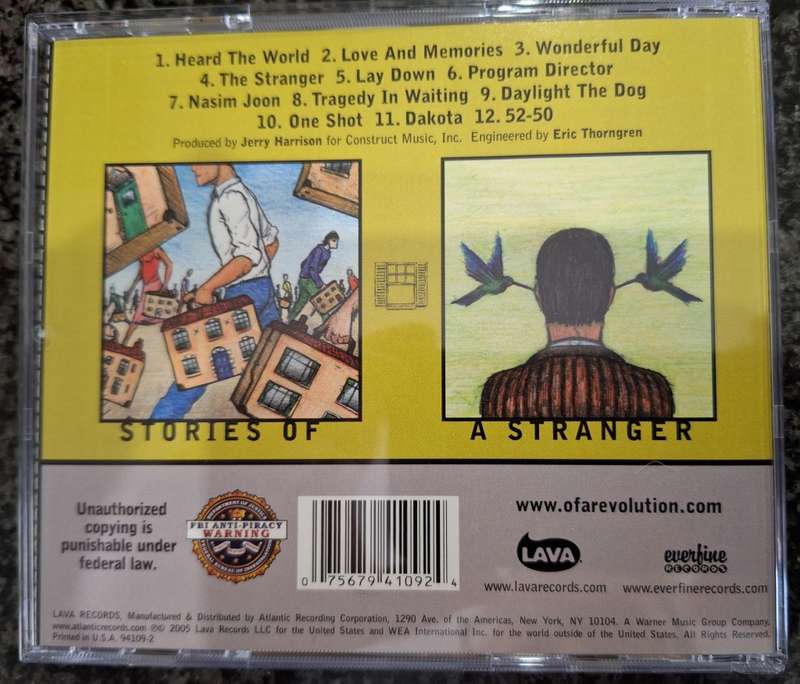 1. Heard The World 2. Love And Memories 3. Wonderful Day
4. The Stranger 5. Lay Down 6. Program Director
7. Nasim Joon 8. Tragedy In Waiting 9. Daylight The Dog
10. One Shot 11. Dakota 12. 52-50
Produced by Jerry Harrison for Construct Music, Inc. Engineered by Eric Thorngren
STORIES OF
A STRANGER
Unauthorized
copying is
punishable under
federal law.
DEPARTMENT OF JUSTICE
FBI ANTI-PIRACY
WARNING
0 75679 41092 4
www.ofarevolution.com
LAVA
everfine
RECORDS
www.lavarecords.com www.everfinerecords.com
LAVA RECORDS, Manufactured & Distributed by Atlantic Recording Corporation, 1290 Ave. of the Americas, New York, NY 10104. A Warner Music Group Company.
www.atlanticrecords.com ℗© 2005 Lava Records LLC for the United States and WEA International Inc. for the world outside of the United States. All Rights Reserved.
Printed in U.S.A. 94109-2